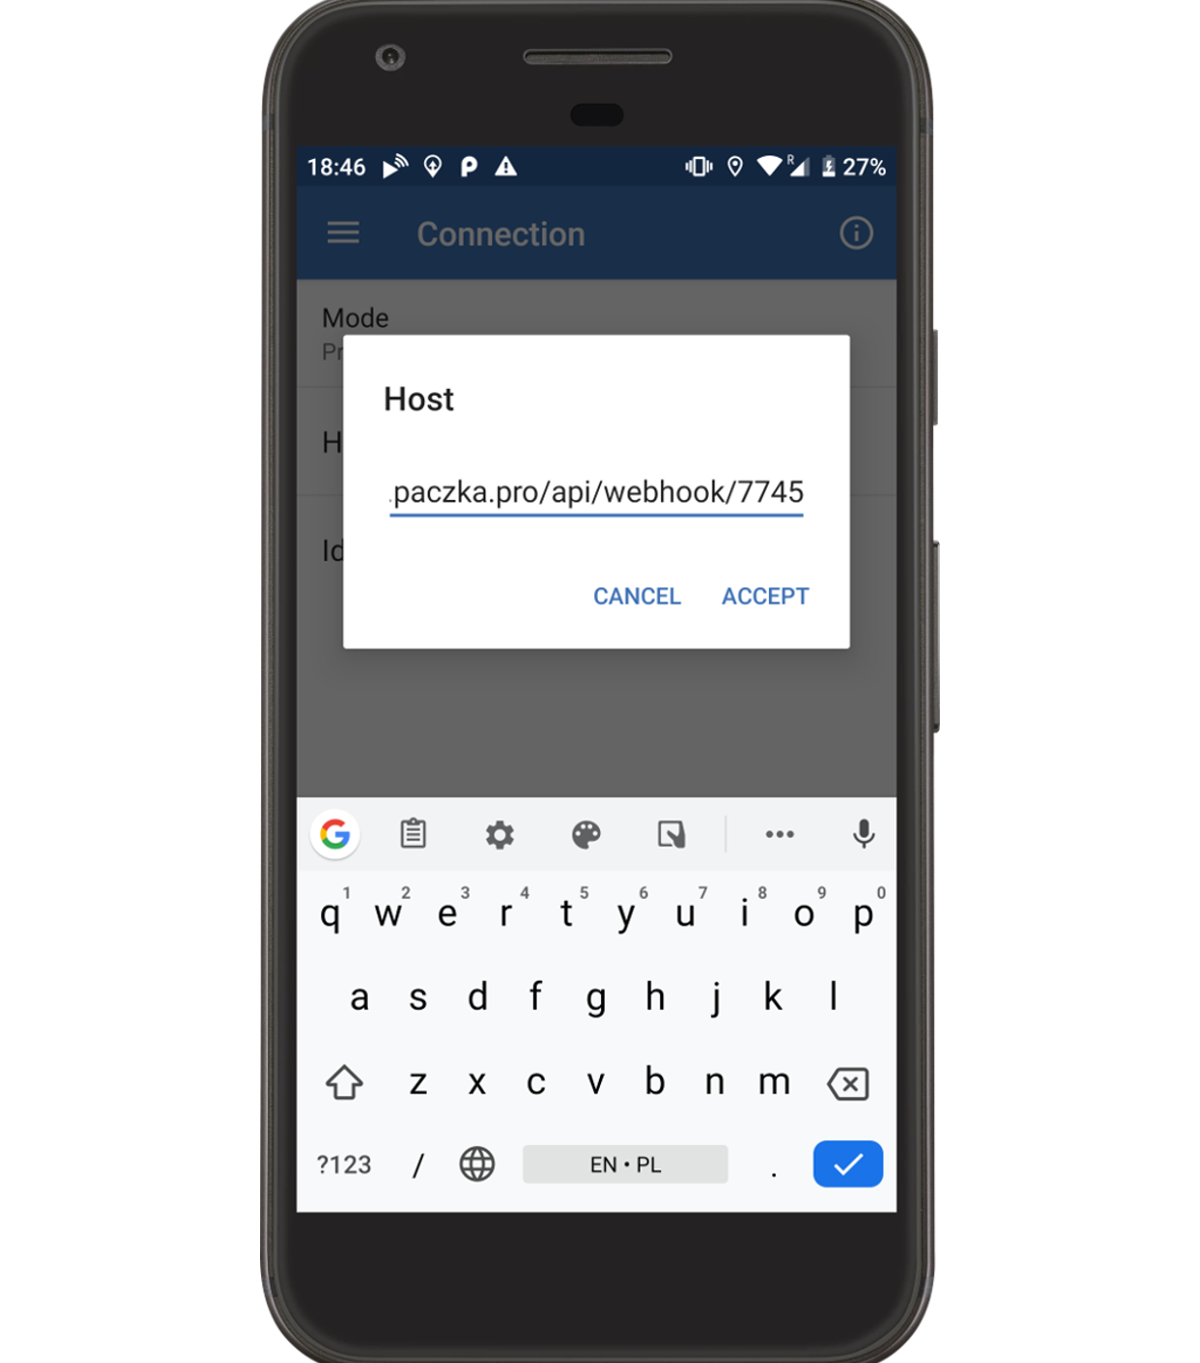 18:46 R 27%
Connection
Mode
Pr
H
Id
Host
.paczka.pro/api/webhook/7745
CANCEL ACCEPT
G
1 2 3 4 5 6 7 8 9 0
q w e r t y u i o p
a s d f g h j k l
z x c v b n m
?123 / EN • PL .